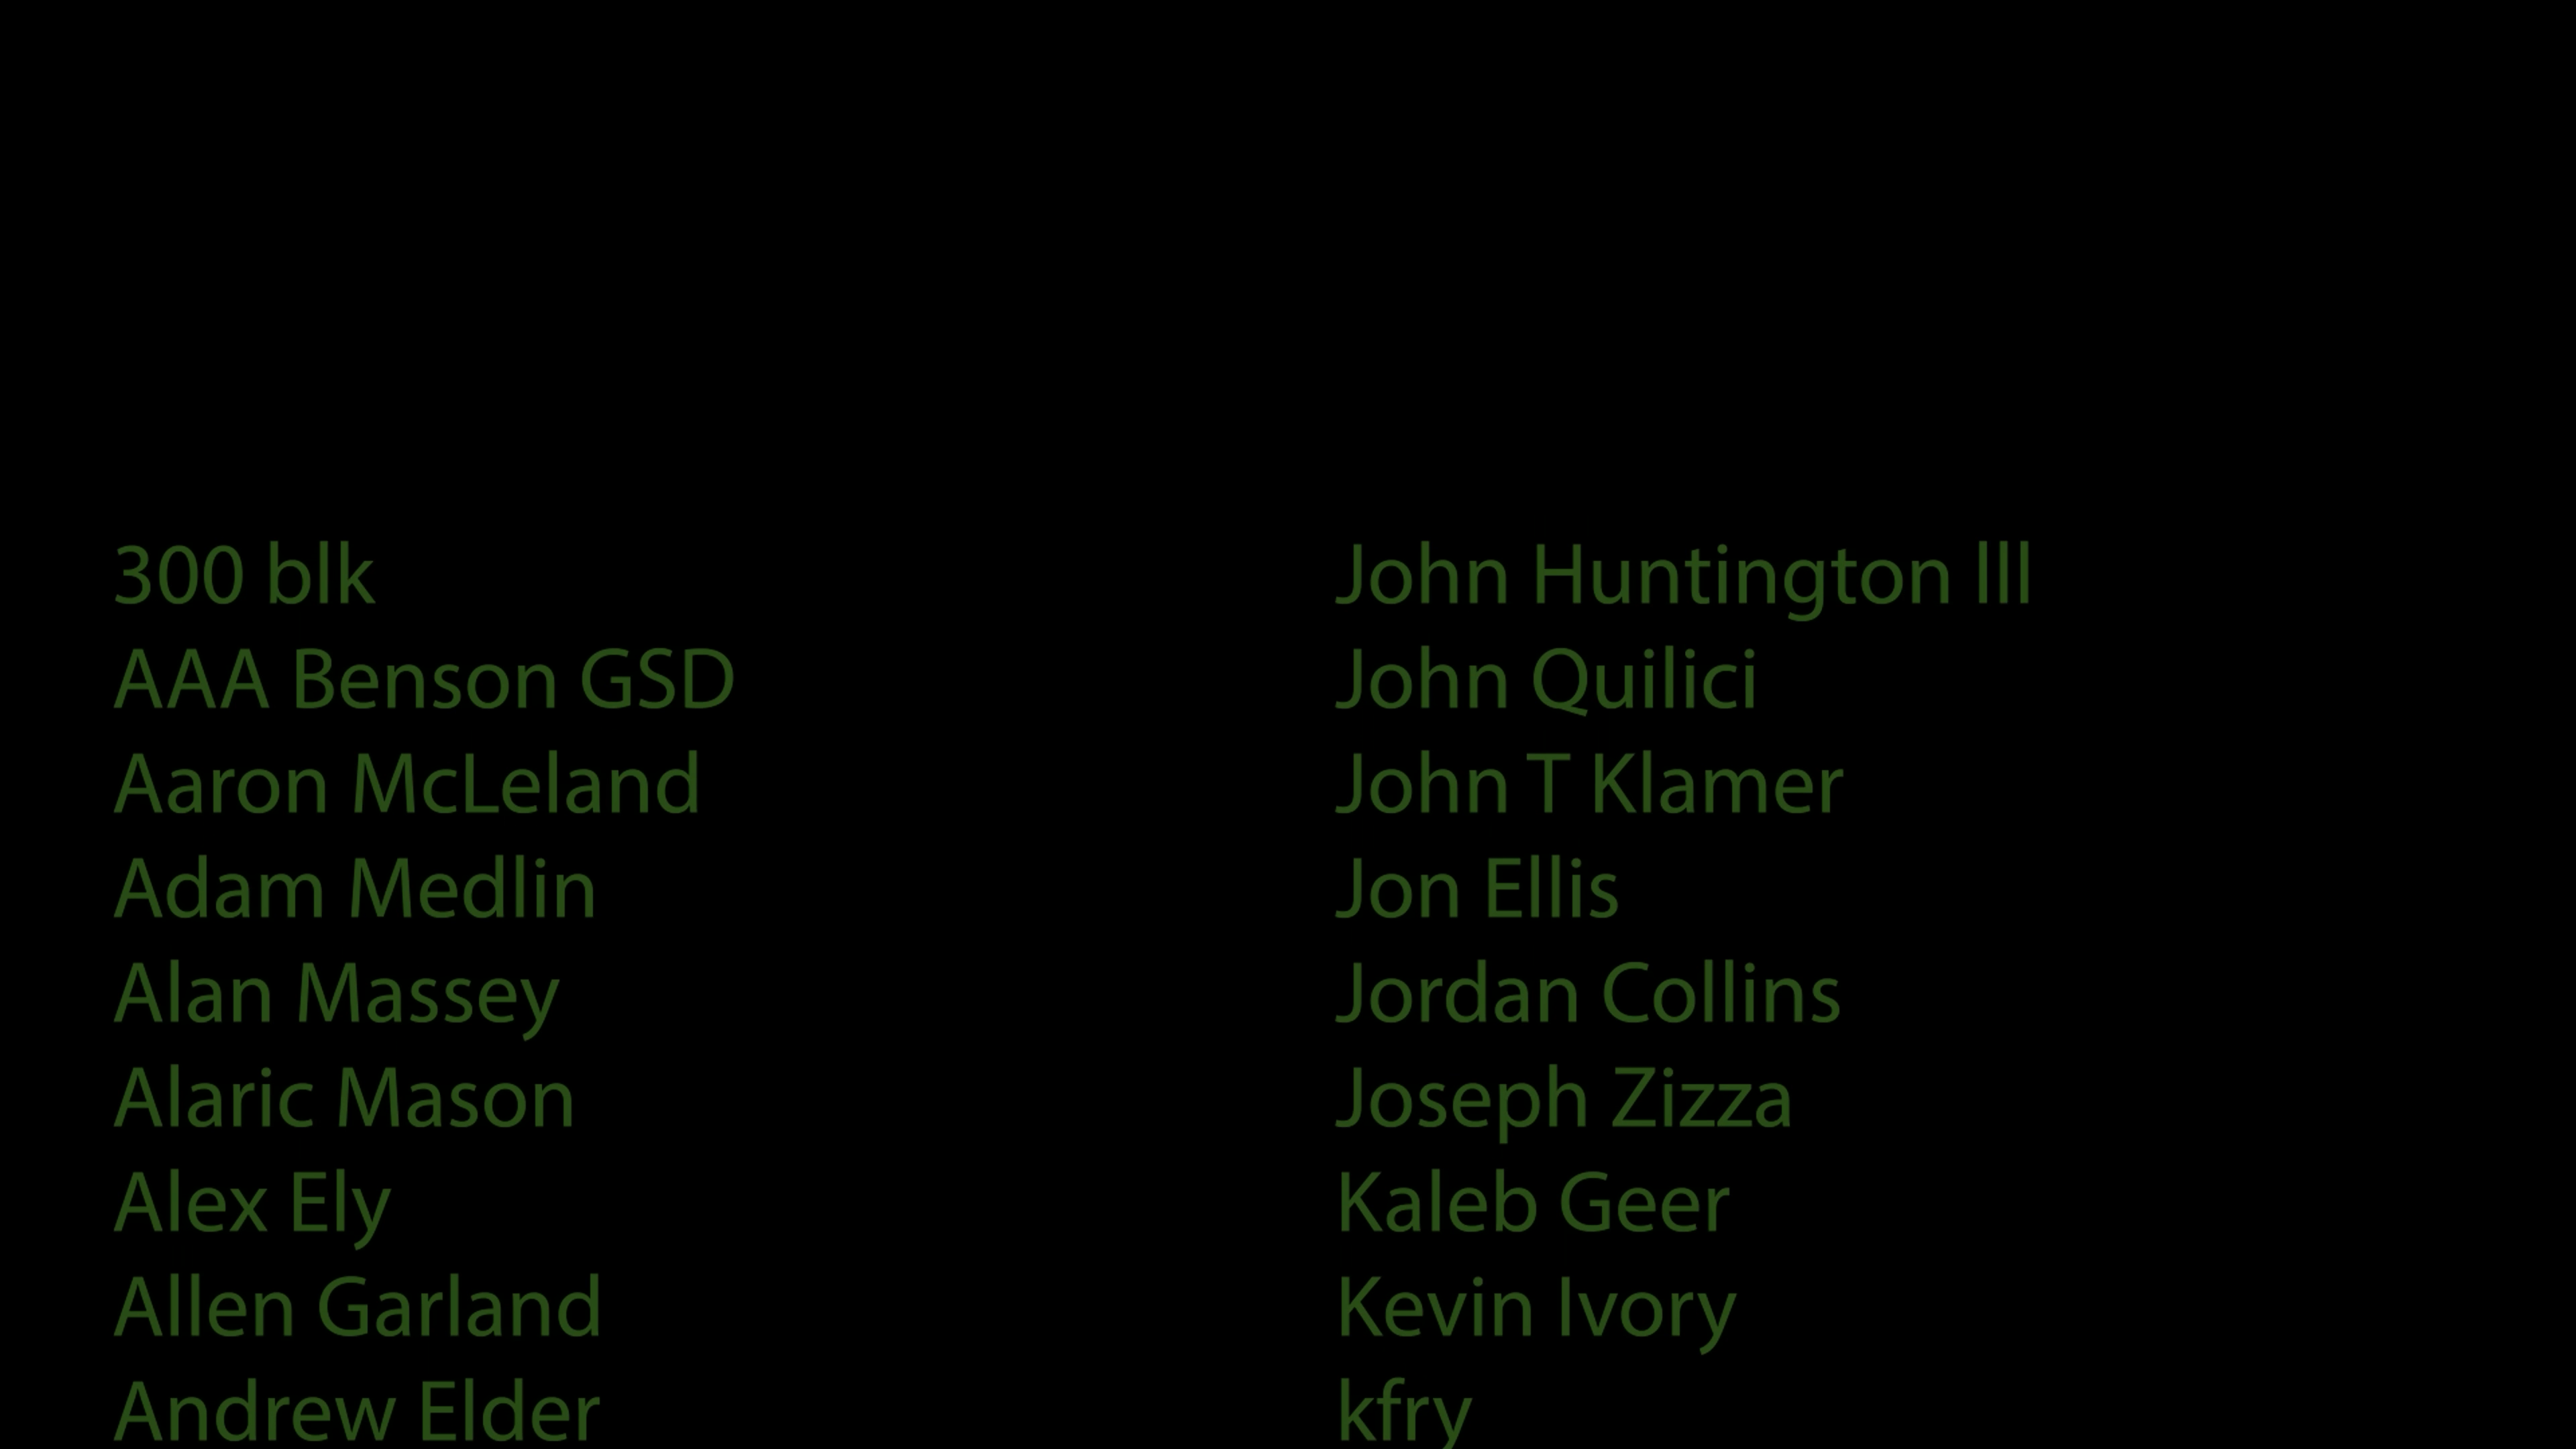 300 blk
AAA Benson GSD
Aaron McLeland
Adam Medlin
Alan Massey
Alaric Mason
Alex Ely
Allen Garland
Andrew Elder
John Huntington lll
John Quilici
John T Klamer
Jon Ellis
Jordan Collins
Joseph Zizza
Kaleb Geer
Kevin Ivory
kfry